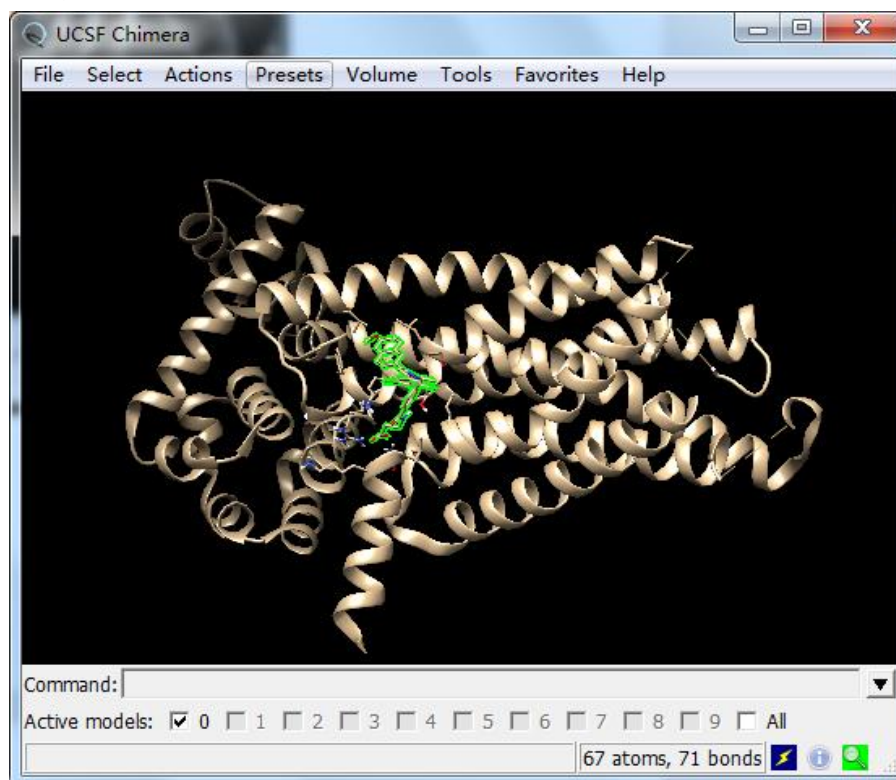 UCSF Chimera
File Select Actions Presets Volume Tools Favorites Help
Command:
Active models: 0 1 2 3 4 5 6 7 8 9 All
67 atoms, 71 bonds